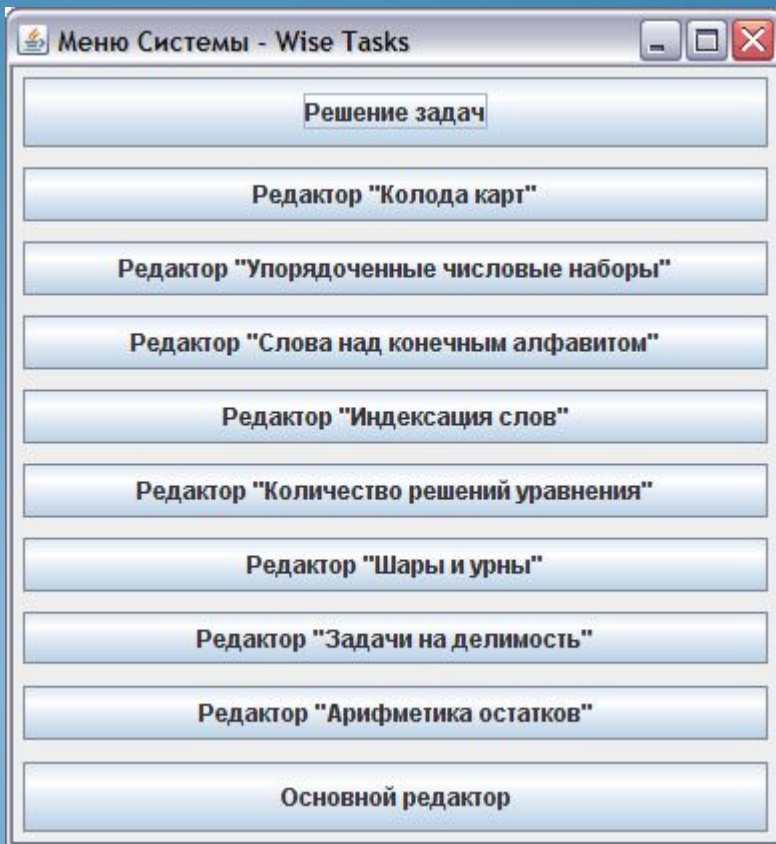 Меню Системы - Wise Tasks
Решение задач
Редактор "Колода карт"
Редактор "Упорядоченные числовые наборы"
Редактор "Слова над конечным алфавитом"
Редактор "Индексация слов"
Редактор "Количество решений уравнения"
Редактор "Шары и урны"
Редактор "Задачи на делимость"
Редактор "Арифметика остатков"
Основной редактор